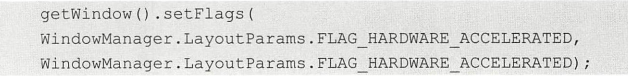 getWindow().setFlags(
WindowManager.LayoutParams.FLAG_HARDWARE_ACCELERATED,
WindowManager.LayoutParams.FLAG_HARDWARE_ACCELERATED);